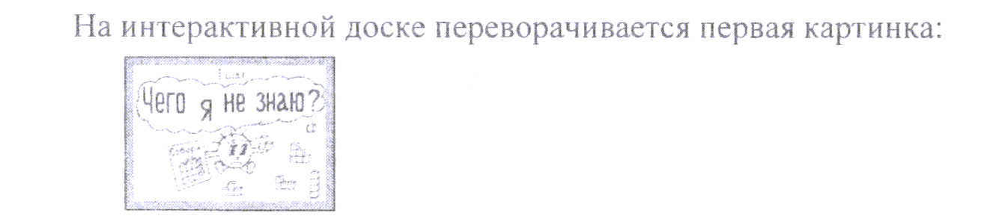 На интерактивной доске переворачивается первая картинка:
Чего я не знаю?